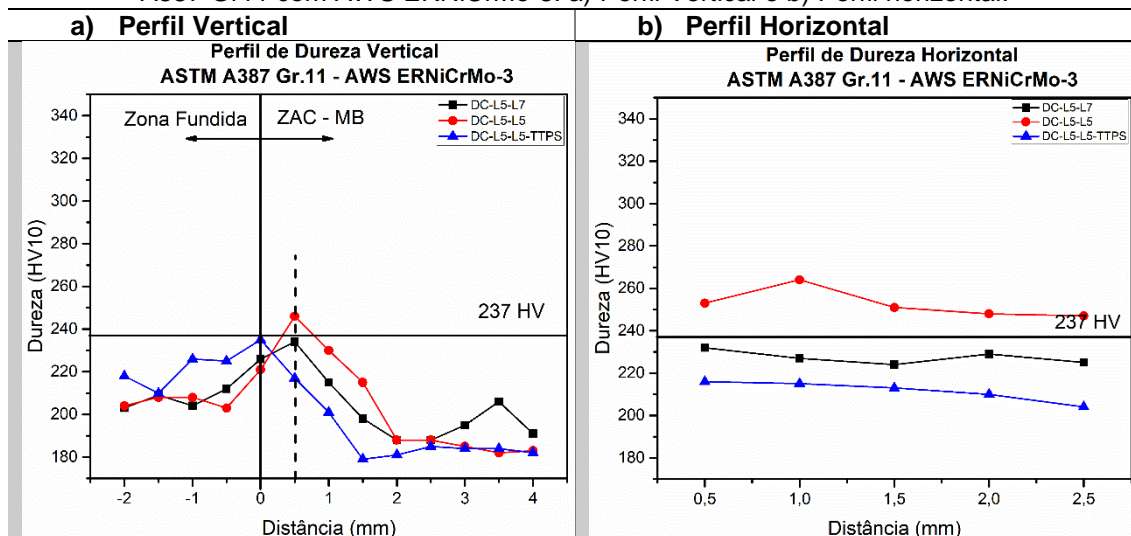 a) Perfil Vertical
Perfil de Dureza Vertical
ASTM A387 Gr.11 - AWS ERNiCrMo-3
DC-L5-L7
DC-L5-L5
DC-L5-L5-TTPS
Zona Fundida
ZAC - MB
237 HV
340
320
300
280
260
240
220
200
180
Dureza (HV10)
-2
-1
0
1
2
3
4
Distância (mm)
b) Perfil Horizontal
Perfil de Dureza Horizontal
ASTM A387 Gr.11 - AWS ERNiCrMo-3
DC-L5-L7
DC-L5-L5
DC-L5-L5-TTPS
237 HV
340
320
300
280
260
240
220
200
180
Dureza (HV10)
0,5
1,0
1,5
2,0
2,5
Distância (mm)